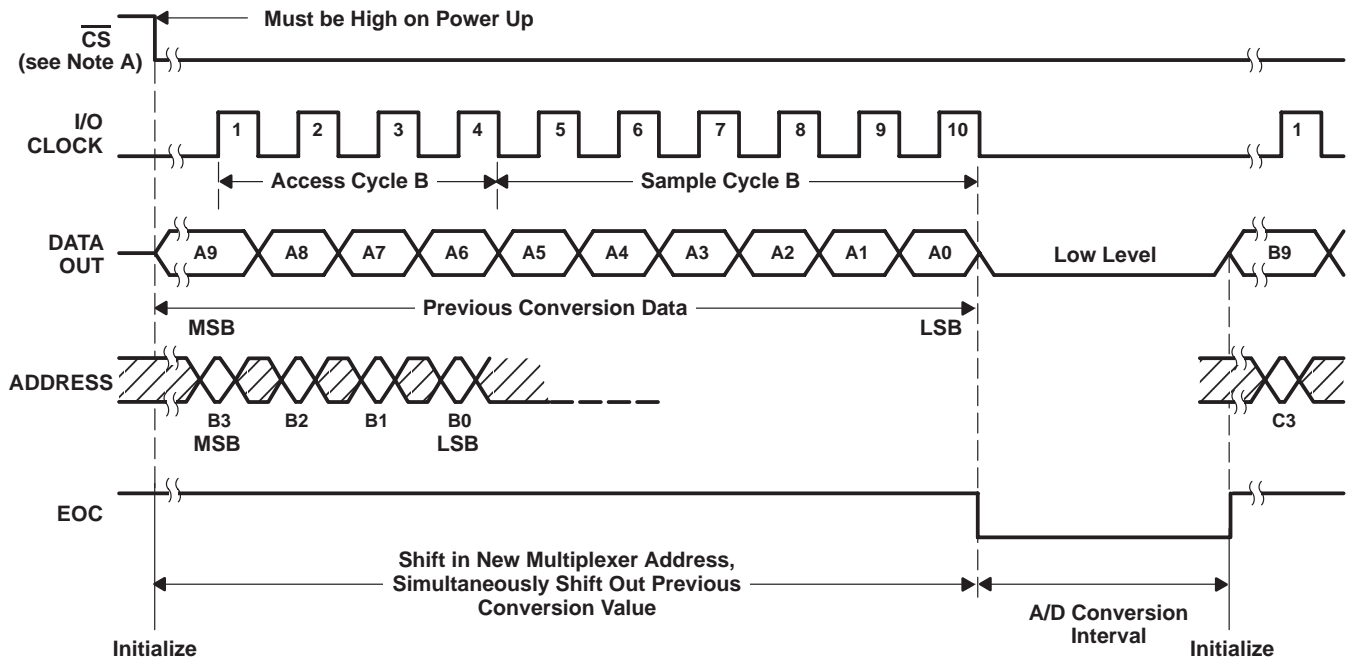 Must be High on Power Up
CS
(see Note A)
I/O
CLOCK
1 2 3 4 5 6 7 8 9 10 1
Access Cycle B
Sample Cycle B
DATA
OUT
A9 A8 A7 A6 A5 A4 A3 A2 A1 A0 Low Level B9
Previous Conversion Data
MSB LSB
ADDRESS
B3 B2 B1 B0 C3
MSB LSB
EOC
Shift in New Multiplexer Address,
Simultaneously Shift Out Previous
Conversion Value
A/D Conversion
Interval
Initialize Initialize